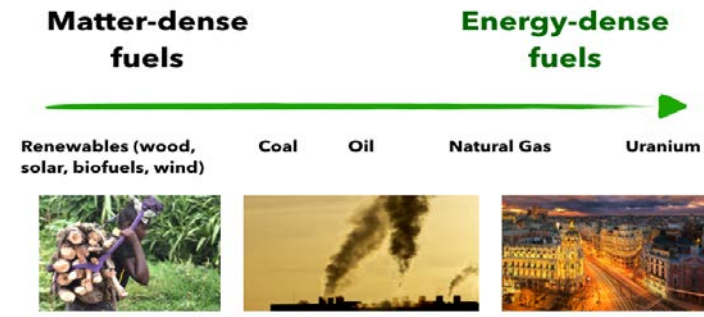 Matter-dense
fuels
Energy-dense
fuels
Renewables (wood,
solar, biofuels, wind)
Coal
Oil
Natural Gas
Uranium